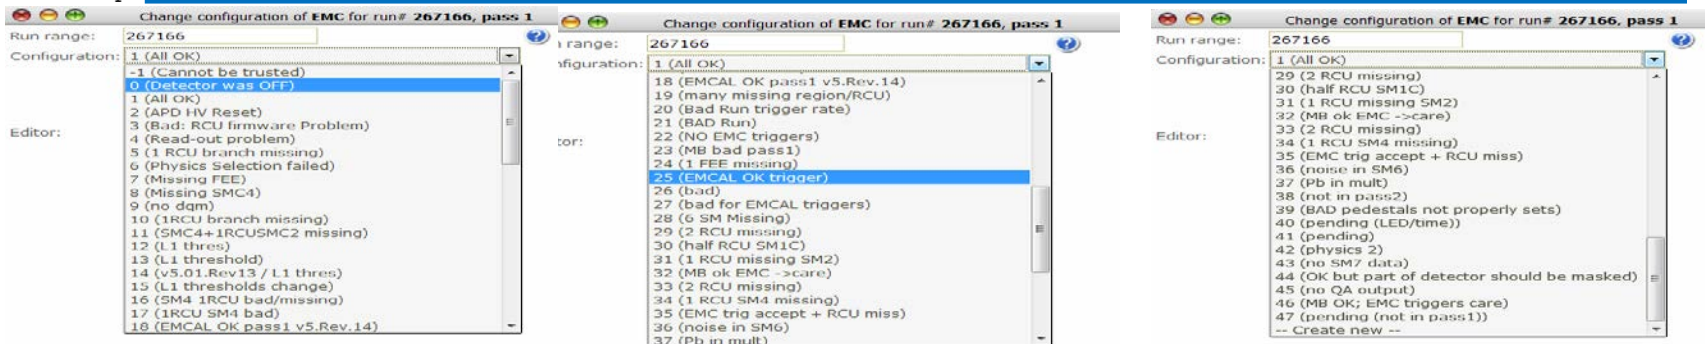 Change configuration of EMC for run# 267166, pass 1
Run range: 267166
Configuration: 1 (All OK)
-1 (Cannot be trusted)
0 (Detector was OFF)
1 (All OK)
2 (APD HV Reset)
3 (Bad: RCU firmware Problem)
Editor:
4 (Read-out problem)
5 (1 RCU branch missing)
6 (Physics Selection failed)
7 (Missing FEE)
8 (Missing SMC4)
9 (no dqm)
10 (1RCU branch missing)
11 (SMC4+1RCUSMC2 missing)
12 (L1 thres)
13 (L1 threshold)
14 (v5.01.Rev13 / L1 thres)
15 (L1 thresholds change)
16 (SM4 1RCU bad/missing)
17 (1RCU SM4 bad)
18 (EMCAL OK pass1 v5.Rev.14)
Change configuration of EMC for run# 267166, pass 1
range: 267166
nfiguration: 1 (All OK)
18 (EMCAL OK pass1 v5.Rev.14)
19 (many missing region/RCU)
20 (Bad Run trigger rate)
21 (BAD Run)
22 (NO EMC triggers)
tor:
23 (MB bad pass1)
24 (1 FEE missing)
25 (EMCAL OK trigger)
26 (bad)
27 (bad for EMCAL triggers)
28 (6 SM Missing)
29 (2 RCU missing)
30 (half RCU SM1C)
31 (1 RCU missing SM2)
32 (MB ok EMC ->care)
33 (2 RCU missing)
34 (1 RCU SM4 missing)
35 (EMC trig accept + RCU miss)
36 (noise in SM6)
37 (Pb in mult)
Change configuration of EMC for run# 267166, pass 1
Run range: 267166
Configuration: 1 (All OK)
29 (2 RCU missing)
30 (half RCU SM1C)
31 (1 RCU missing SM2)
32 (MB ok EMC ->care)
33 (2 RCU missing)
Editor:
34 (1 RCU SM4 missing)
35 (EMC trig accept + RCU miss)
36 (noise in SM6)
37 (Pb in mult)
38 (not in pass2)
39 (BAD pedestals not properly sets)
40 (pending (LED/time))
41 (pending)
42 (physics 2)
43 (no SM7 data)
44 (OK but part of detector should be masked)
45 (no QA output)
46 (MB OK; EMC triggers care)
47 (pending (not in pass1))
-- Create new --